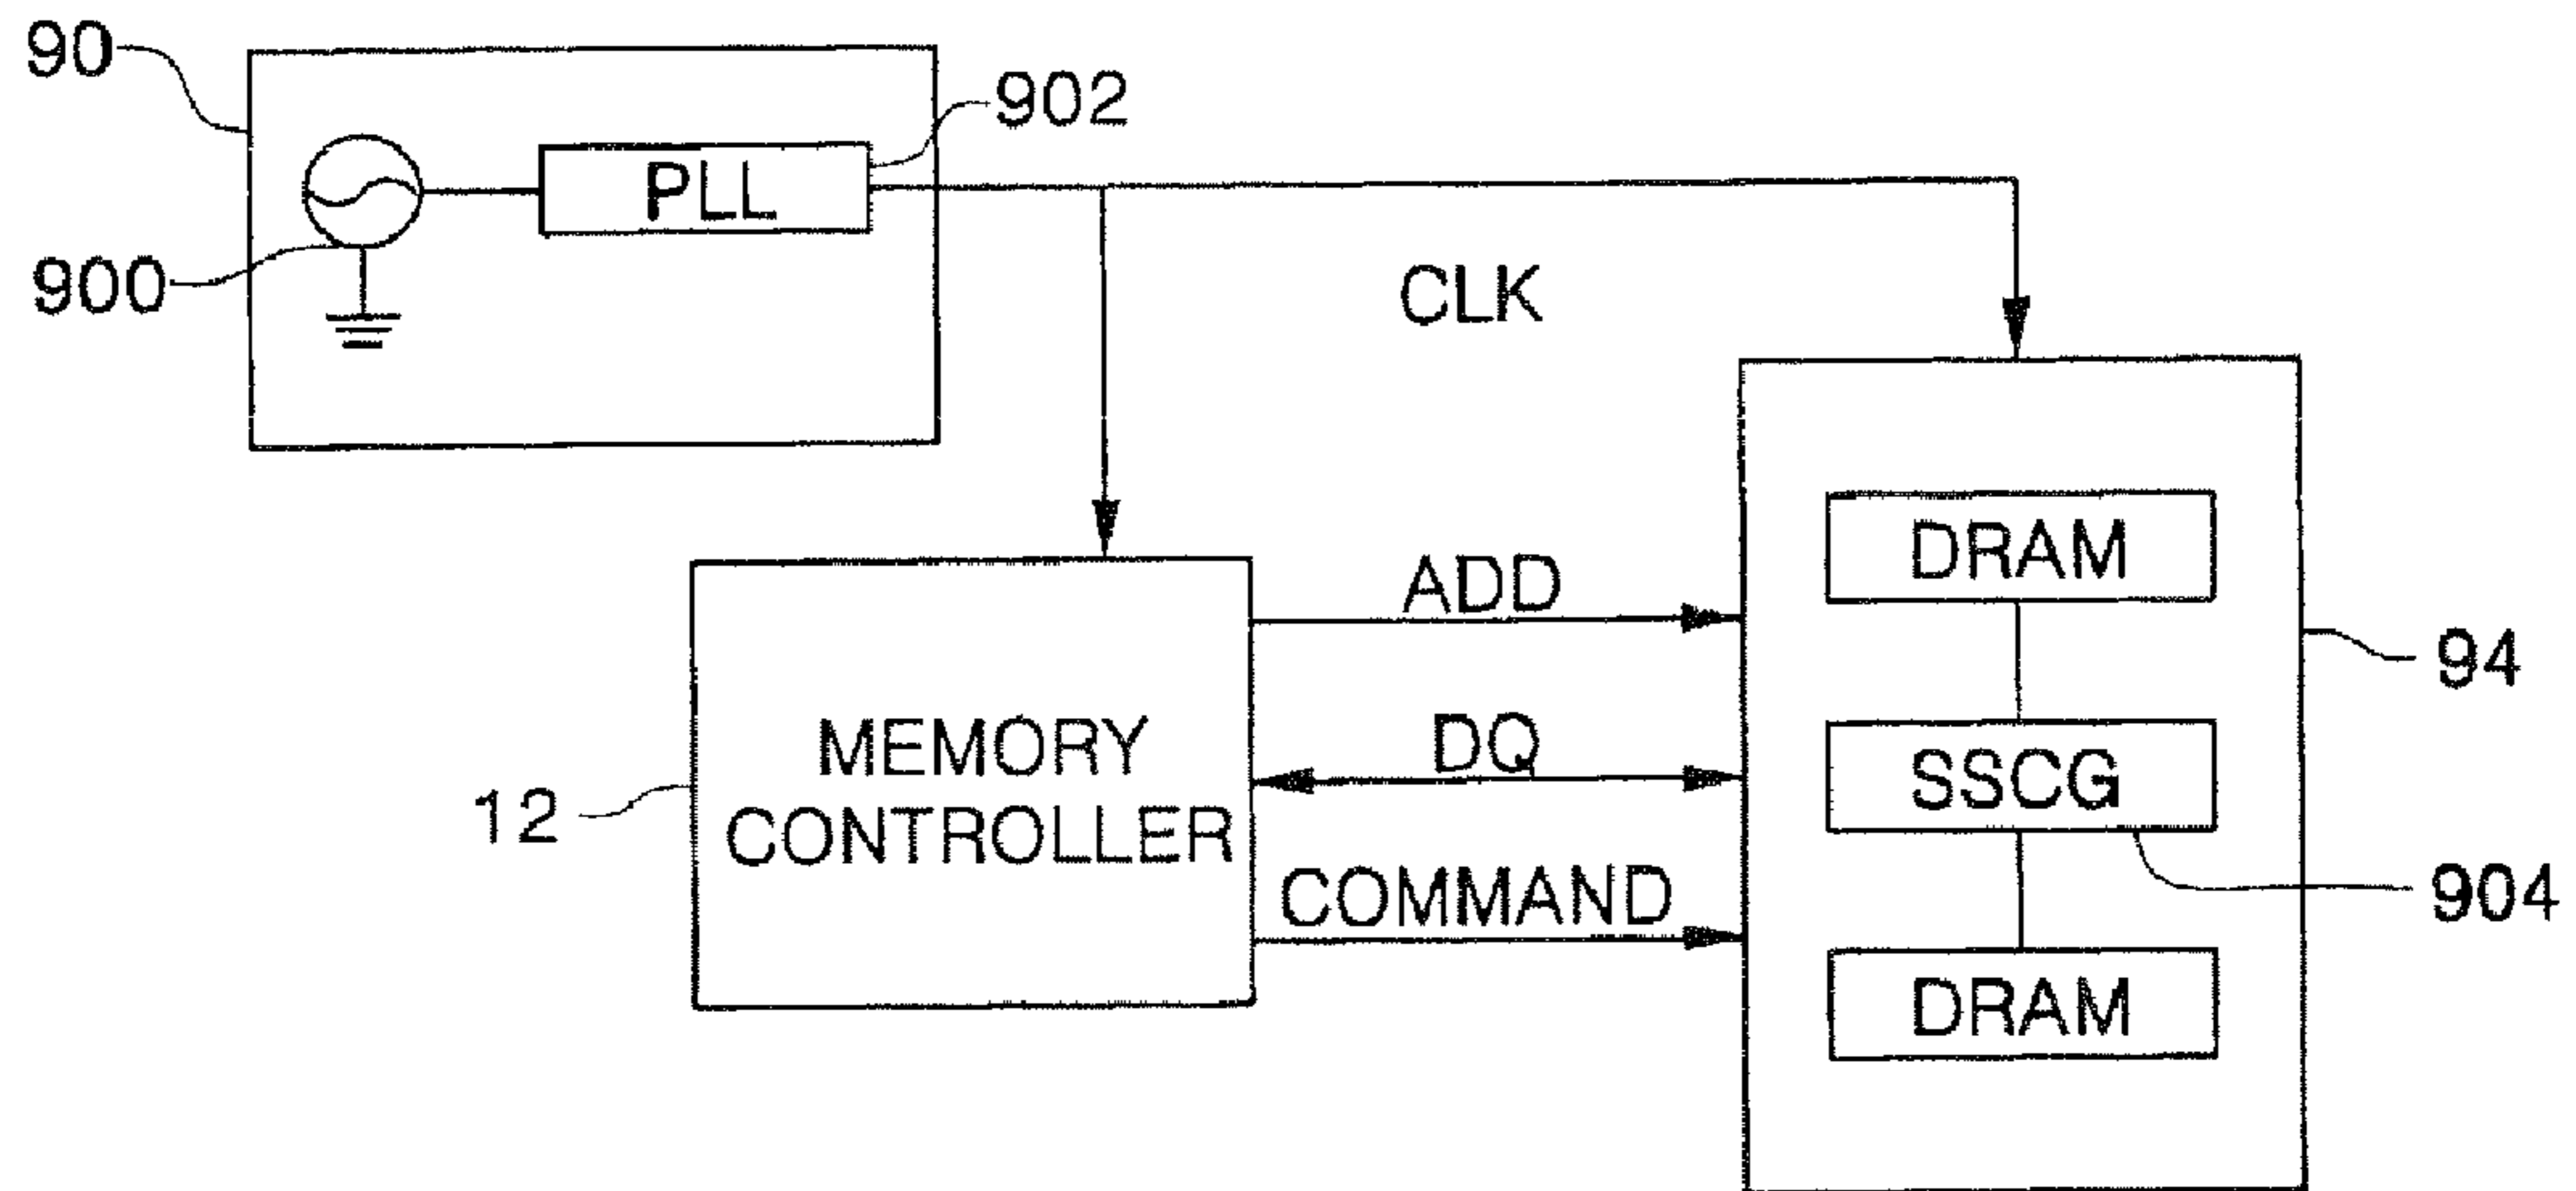 90
902
PLL
900
CLK
DRAM
ADD
94
MEMORY
CONTROLLER
DQ
SSCG
12
COMMAND
904
DRAM